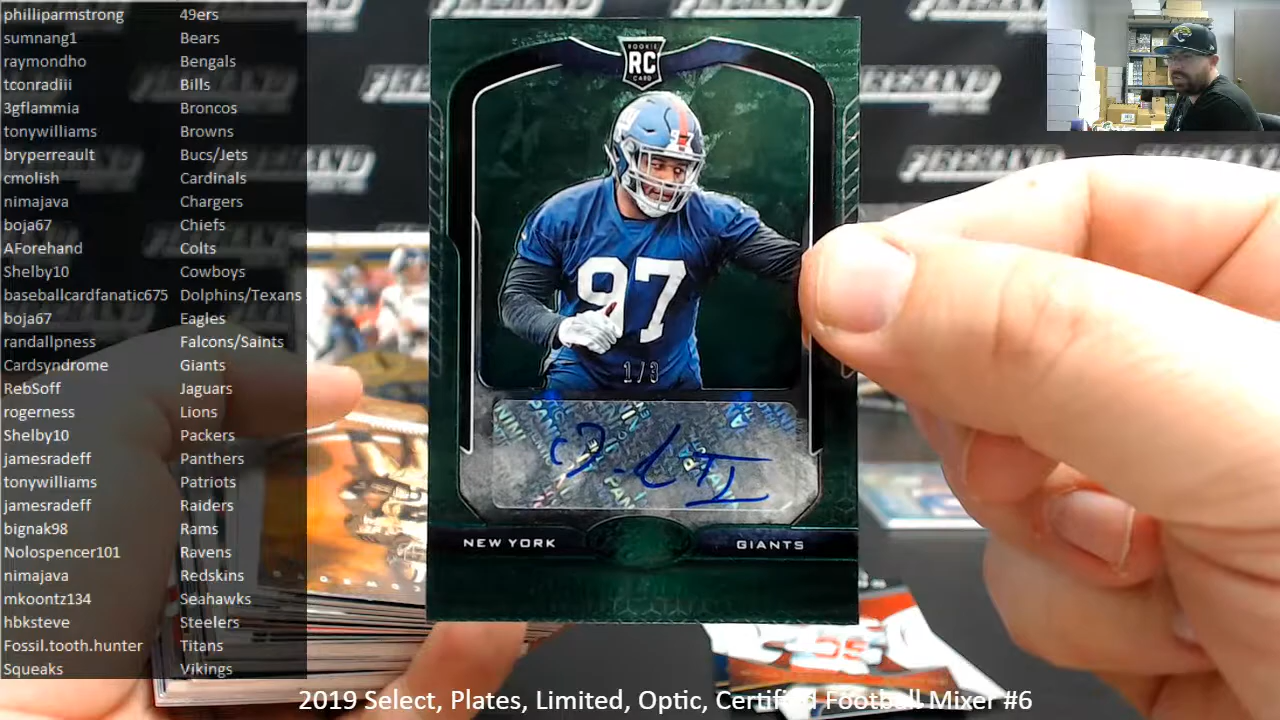 philliparmstrong 49ers
sumnang1 Bears
raymondho Bengals
tconradiii Bills
3gflammia Broncos
tonywilliams Browns
bryperreault Bucs/Jets
cmolish Cardinals
nimajava Chargers
boja67 Chiefs
AForehand Colts
Shelby10 Cowboys
baseballcardfanatic675 Dolphins/Texans
boja67 Eagles
randallpness Falcons/Saints
Cardsyndrome Giants
RebSoff Jaguars
rogerness Lions
Shelby10 Packers
jamesradeff Panthers
tonywilliams Patriots
jamesradeff Raiders
bignak98 Rams
Nolospencer101 Ravens
nimajava Redskins
mkoontz134 Seahawks
hbksteve Steelers
Fossil.tooth.hunter Titans
Squeaks Vikings
ROOKIE
RC
CARD
97
97
1/3
NEW YORK GIANTS
2019 Select, Plates, Limited, Optic, Certified Football Mixer #6